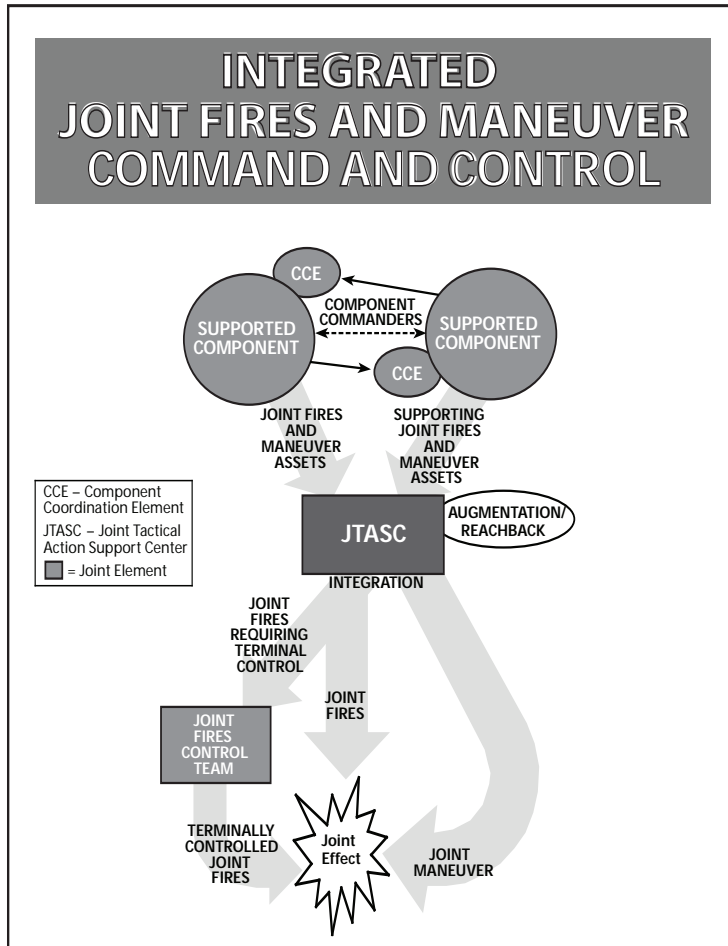 INTEGRATED
JOINT FIRES AND MANEUVER
COMMAND AND CONTROL
CCE
COMPONENT
COMMANDERS
SUPPORTED
COMPONENT
SUPPORTED
COMPONENT
CCE
JOINT FIRES
AND
MANEUVER
ASSETS
SUPPORTING
JOINT FIRES
AND
MANEUVER
ASSETS
CCE – Component
Coordination Element
JTASC – Joint Tactical
Action Support Center
= Joint Element
JTASC
AUGMENTATION/
REACHBACK
INTEGRATION
JOINT
FIRES
REQUIRING
TERMINAL
CONTROL
JOINT
FIRES
JOINT
FIRES
CONTROL
TEAM
TERMINALLY
CONTROLLED
JOINT
FIRES
Joint
Effect
JOINT
MANEUVER